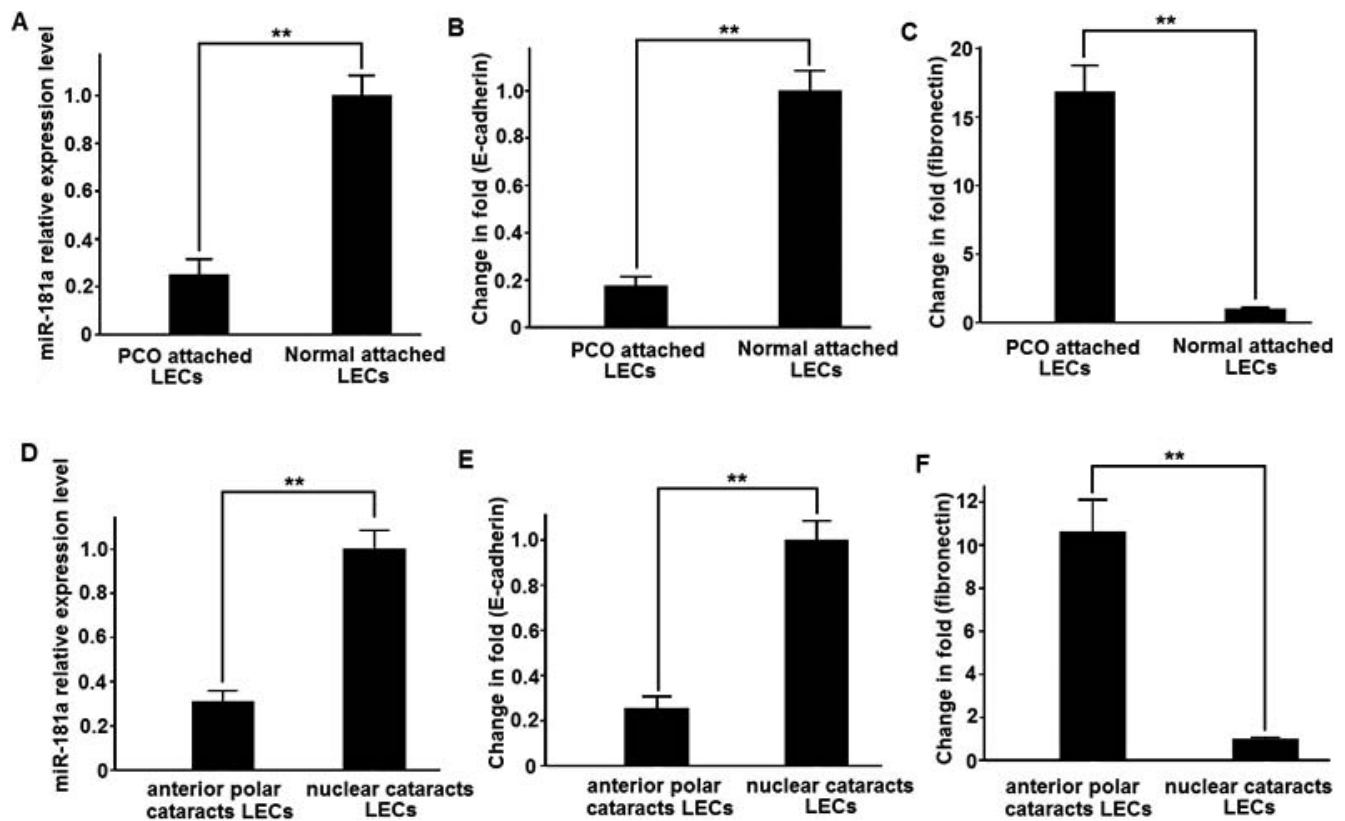 A
miR-181a relative expression level
**
1.0
0.8
0.6
0.4
0.2
0
PCO attached
LECs
Normal attached
LECs
B
Change in fold (E-cadherin)
**
1.0
0.8
0.6
0.4
0.2
0
PCO attached
LECs
Normal attached
LECs
C
Change in fold (fibronectin)
**
20
15
10
5
0
PCO attached
LECs
Normal attached
LECs
D
miR-181a relative expression level
**
1.0
0.8
0.6
0.4
0.2
0
anterior polar
cataracts LECs
nuclear cataracts
LECs
E
Change in fold (E-cadherin)
**
1.0
0.8
0.6
0.4
0.2
0
anterior polar
cataracts LECs
nuclear cataracts
LECs
F
Change in fold (fibronectin)
**
12
10
8
6
4
2
0
anterior polar
cataracts LECs
nuclear cataracts
LECs